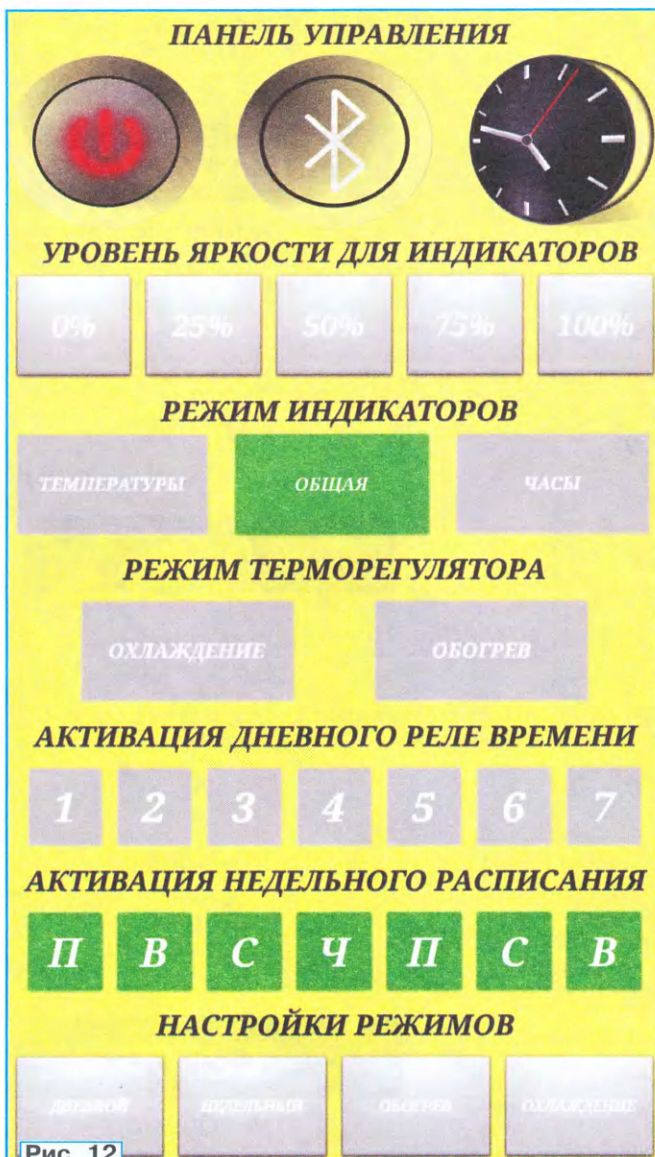 ПАНЕЛЬ УПРАВЛЕНИЯ
УРОВЕНЬ ЯРКОСТИ ДЛЯ ИНДИКАТОРОВ
0% 25% 50% 75% 100%
РЕЖИМ ИНДИКАТОРОВ
ТЕМПЕРАТУРЫ ОБЩАЯ ЧАСЫ
РЕЖИМ ТЕРМОРЕГУЛЯТОРА
ОХЛАЖДЕНИЕ ОБОГРЕВ
АКТИВАЦИЯ ДНЕВНОГО РЕЛЕ ВРЕМЕНИ
1 2 3 4 5 6 7
АКТИВАЦИЯ НЕДЕЛЬНОГО РАСПИСАНИЯ
П В С Ч П С В
НАСТРОЙКИ РЕЖИМОВ
ДНЕВНОЙ НЕДЕЛЬНЫЙ ОБОГРЕВ ОХЛАЖДЕНИЕ
Рис. 12